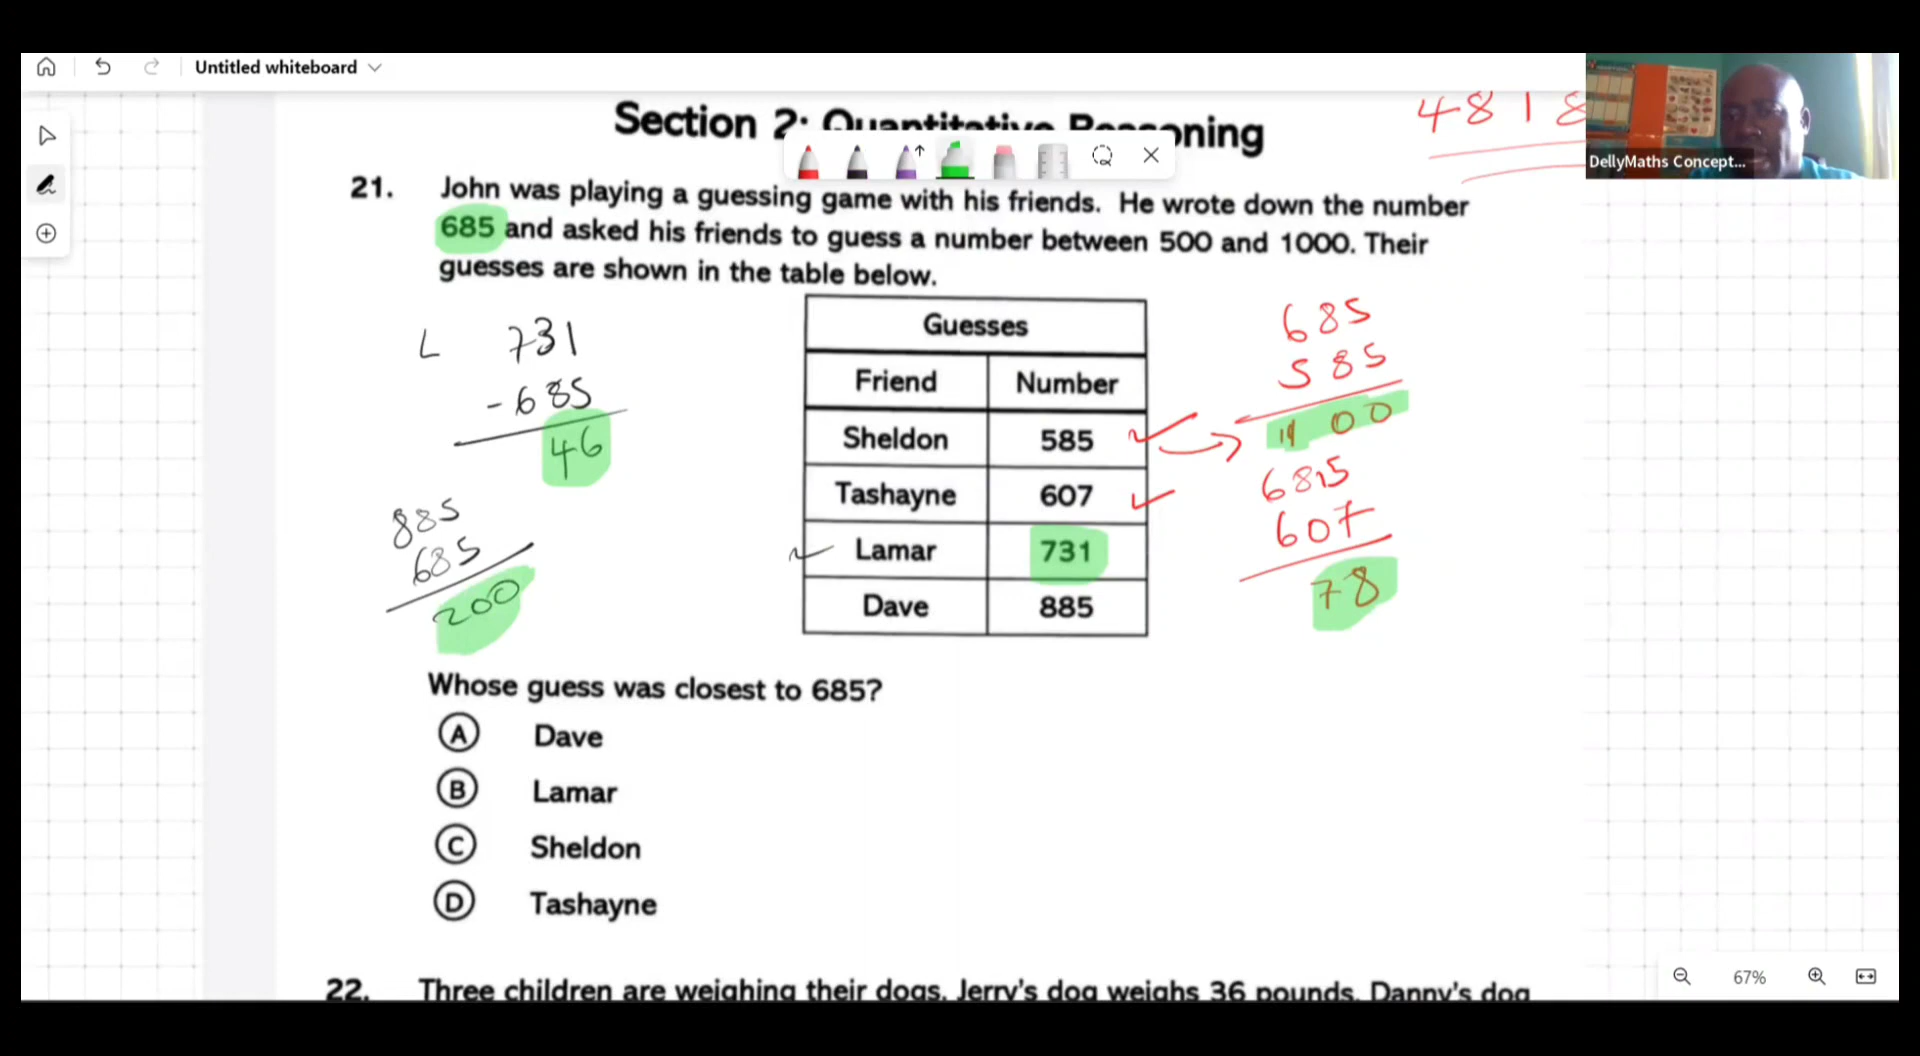 Untitled whiteboard
Section 2: Quantitative Reasoning
4818
DellyMaths Concept...
21. John was playing a guessing game with his friends. He wrote down the number
685 and asked his friends to guess a number between 500 and 1000. Their
guesses are shown in the table below.
L 731
-685
46
885
685
200
Guesses
Friend Number
Sheldon 585
Tashayne 607
Lamar 731
Dave 885
685
585
100
685
607
78
Whose guess was closest to 685?
A Dave
B Lamar
C Sheldon
D Tashayne
22. Three children are weighing their dogs. Jerry's dog weighs 36 pounds. Danny's dog
67%